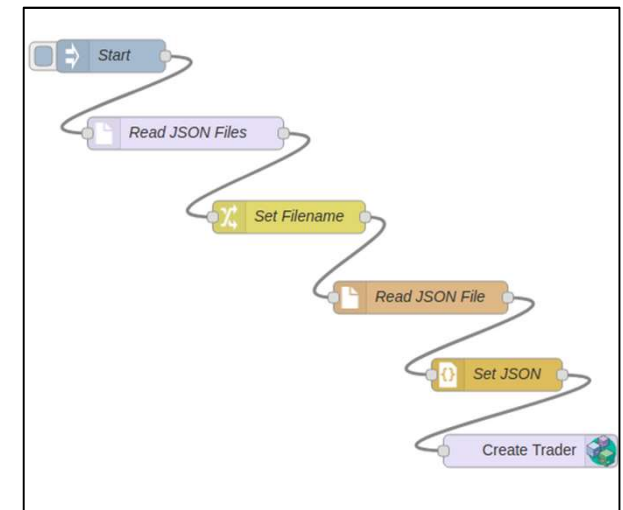 Start
Read JSON Files
Set Filename
Read JSON File
{}
Set JSON
Create Trader